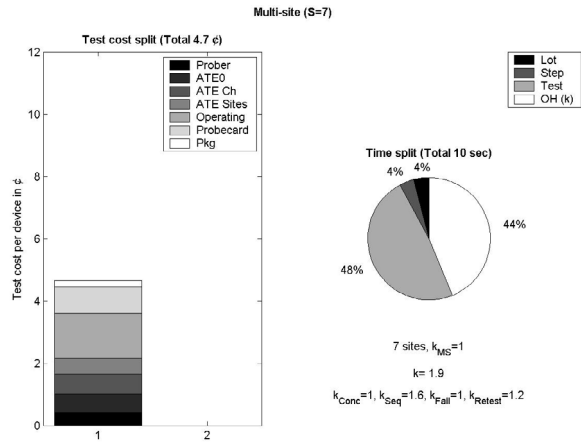 Multi-site (S=7)
Test cost split (Total 4.7 ¢)
Test cost per device in ¢
12
10
8
6
4
2
0
1
2
Prober
ATE0
ATE Ch
ATE Sites
Operating
Probecard
Pkg
Lot
Step
Test
OH (k)
Time split (Total 10 sec)
4%
4%
44%
48%
7 sites, k_MS=1
k= 1.9
k_Conc=1, k_Seq=1.6, k_Fail=1, k_Retest=1.2